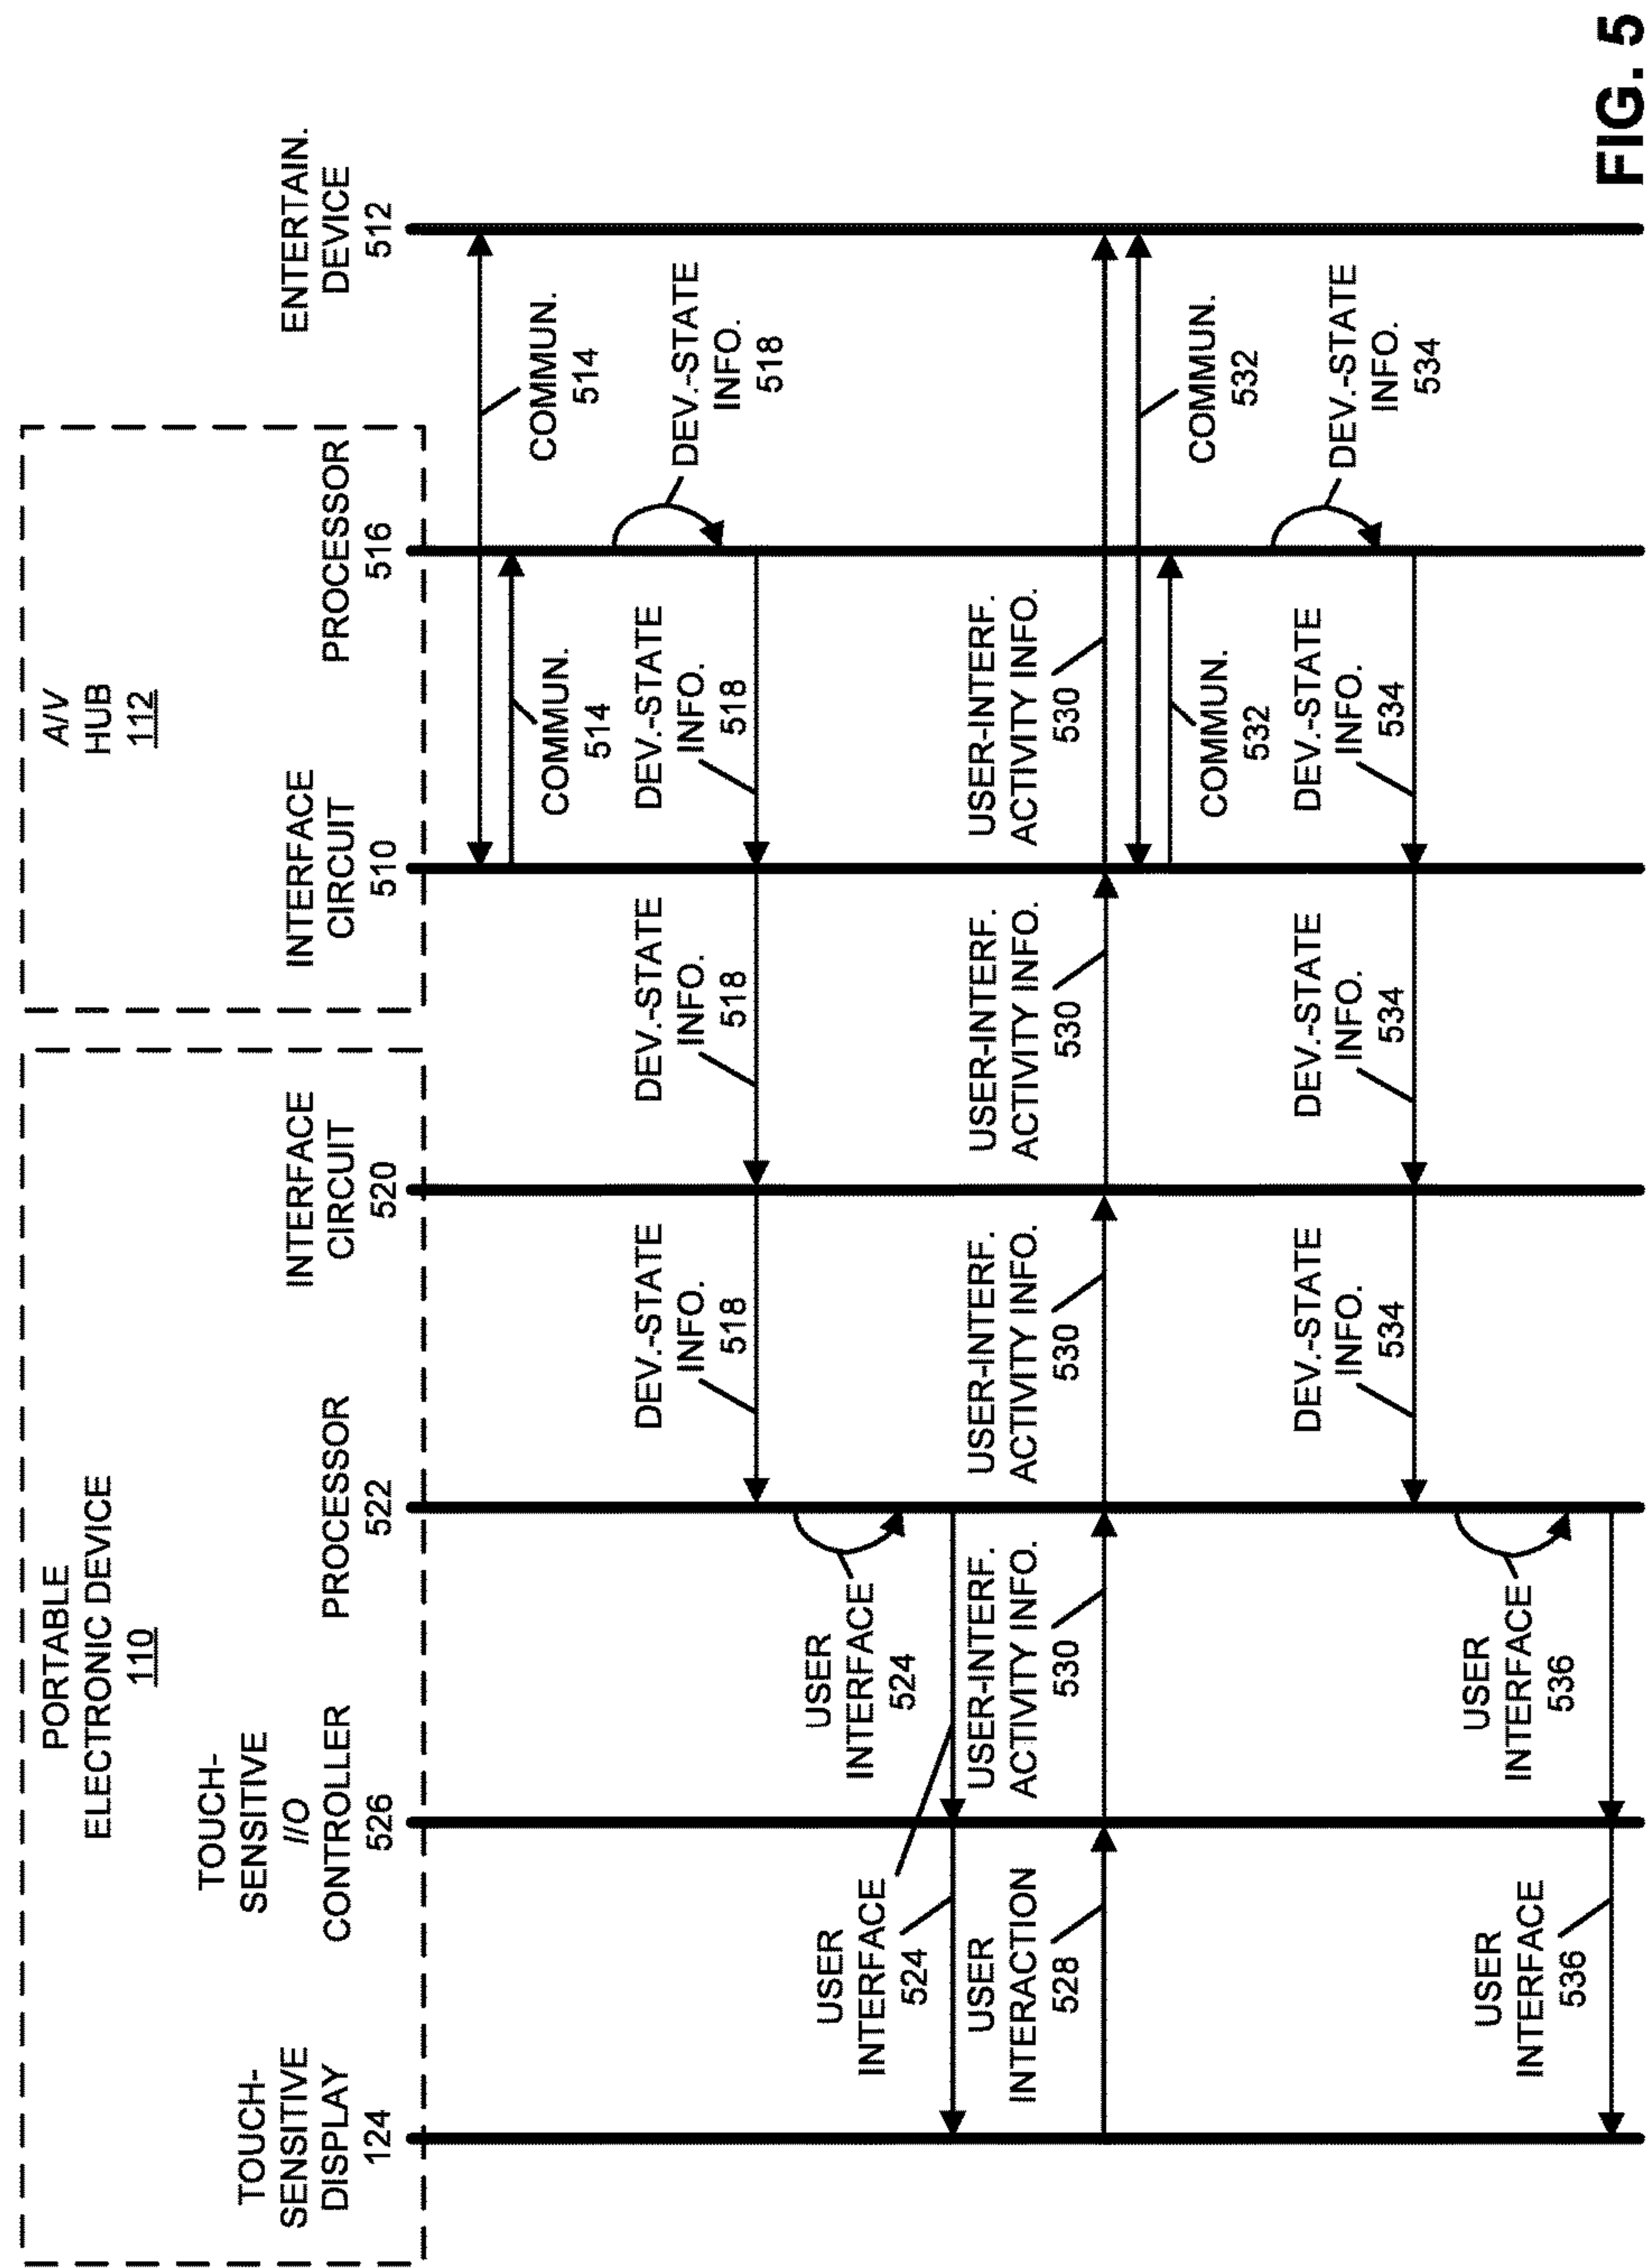 PORTABLE
ELECTRONIC DEVICE
110
A/V
HUB
112
TOUCH-
SENSITIVE
DISPLAY
124
TOUCH-
SENSITIVE
I/O
CONTROLLER
526
PROCESSOR
522
INTERFACE
CIRCUIT
520
INTERFACE
CIRCUIT
510
PROCESSOR
516
ENTERTAIN.
DEVICE
512
COMMUN.
514
COMMUN.
514
DEV.-STATE
INFO.
518
DEV.-STATE
INFO.
518
DEV.-STATE
INFO.
518
DEV.-STATE
INFO.
518
USER
INTERFACE
524
USER
INTERFACE
524
USER
INTERACTION
528
USER-INTERF.
ACTIVITY INFO.
530
USER-INTERF.
ACTIVITY INFO.
530
USER-INTERF.
ACTIVITY INFO.
530
USER-INTERF.
ACTIVITY INFO.
530
COMMUN.
532
COMMUN.
532
DEV.-STATE
INFO.
534
DEV.-STATE
INFO.
534
DEV.-STATE
INFO.
534
DEV.-STATE
INFO.
534
USER
INTERFACE
536
USER
INTERFACE
536
FIG. 5